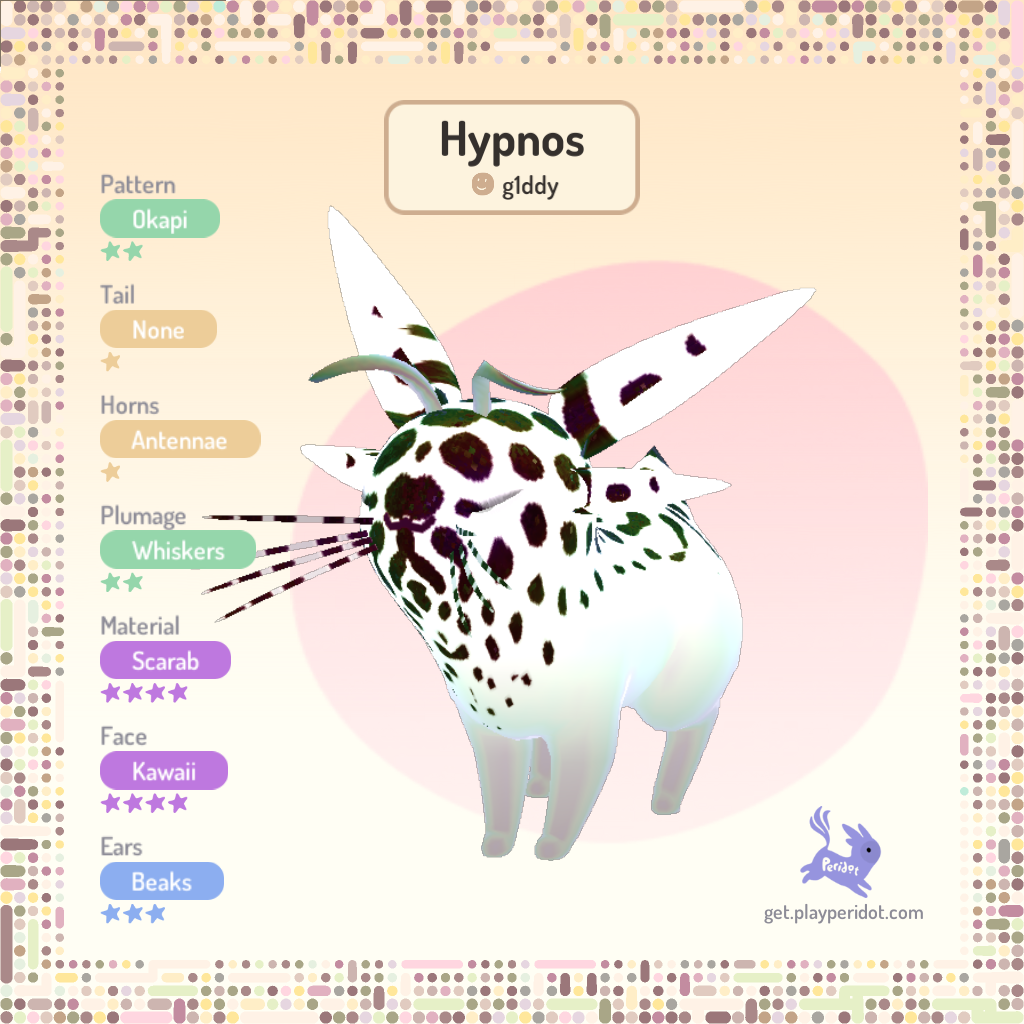 Hypnos
g1ddy
Pattern
Okapi
Tail
None
Horns
Antennae
Plumage
Whiskers
Material
Scarab
Face
Kawaii
Ears
Beaks
Peridot
get.playperidot.com